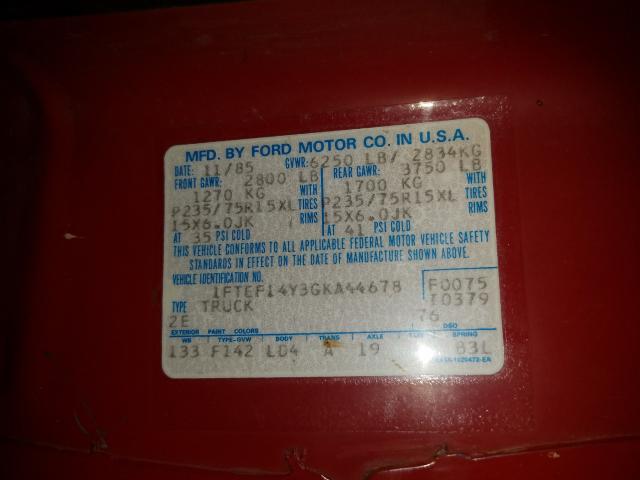 MFD. BY FORD MOTOR CO. IN U.S.A.
DATE: 11/85 GVWR: 6250 LB/ 2834KG
FRONT GAWR: 2800 LB REAR GAWR: 3750 LB
1270 KG WITH 1700 KG WITH
P235/75R15XL TIRES P235/75R15XL TIRES
15X6.0JK RIMS 15X6.0JK RIMS
AT 35 PSI COLD AT 41 PSI COLD
THIS VEHICLE CONFORMS TO ALL APPLICABLE FEDERAL MOTOR VEHICLE SAFETY
STANDARDS IN EFFECT ON THE DATE OF MANUFACTURE SHOWN ABOVE.
VEHICLE IDENTIFICATION NO.
1FTEF14Y3GKA44678 F0075
TYPE TRUCK T0379
2E 76
EXTERIOR PAINT COLORS DSO
WB TYPE-GVW BODY TRANS AXLE SPRING
133 F142 LD4 A 19 B3L